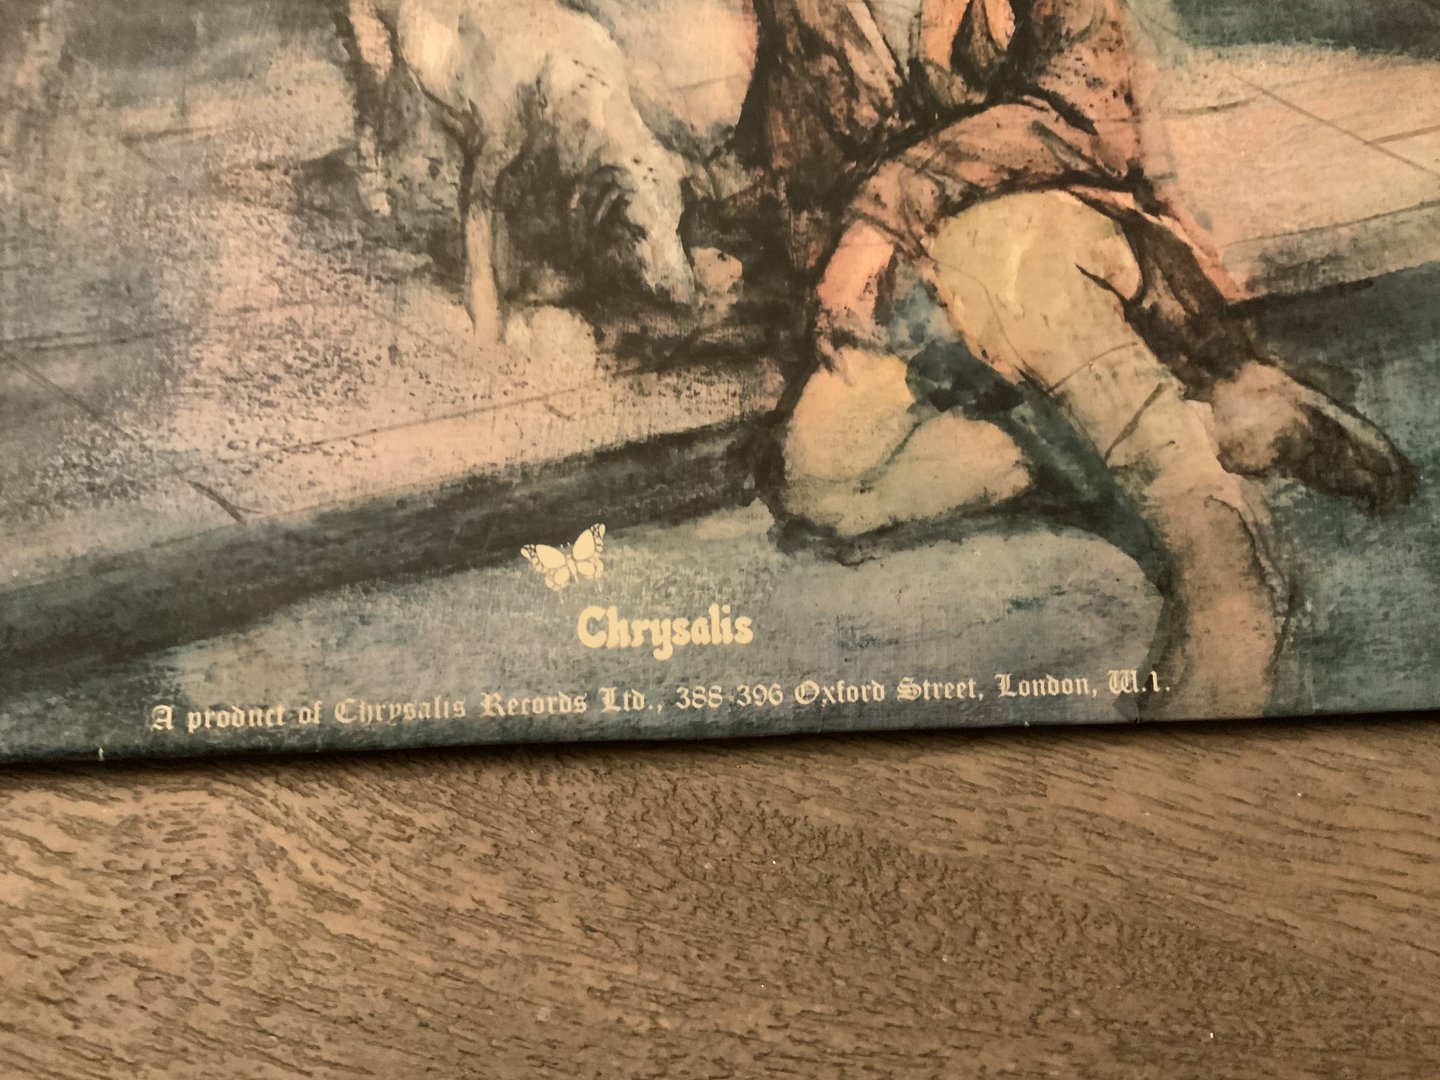 Chrysalis
A product of Chrysalis Records Ltd., 388-396 Oxford Street, London, W.1.